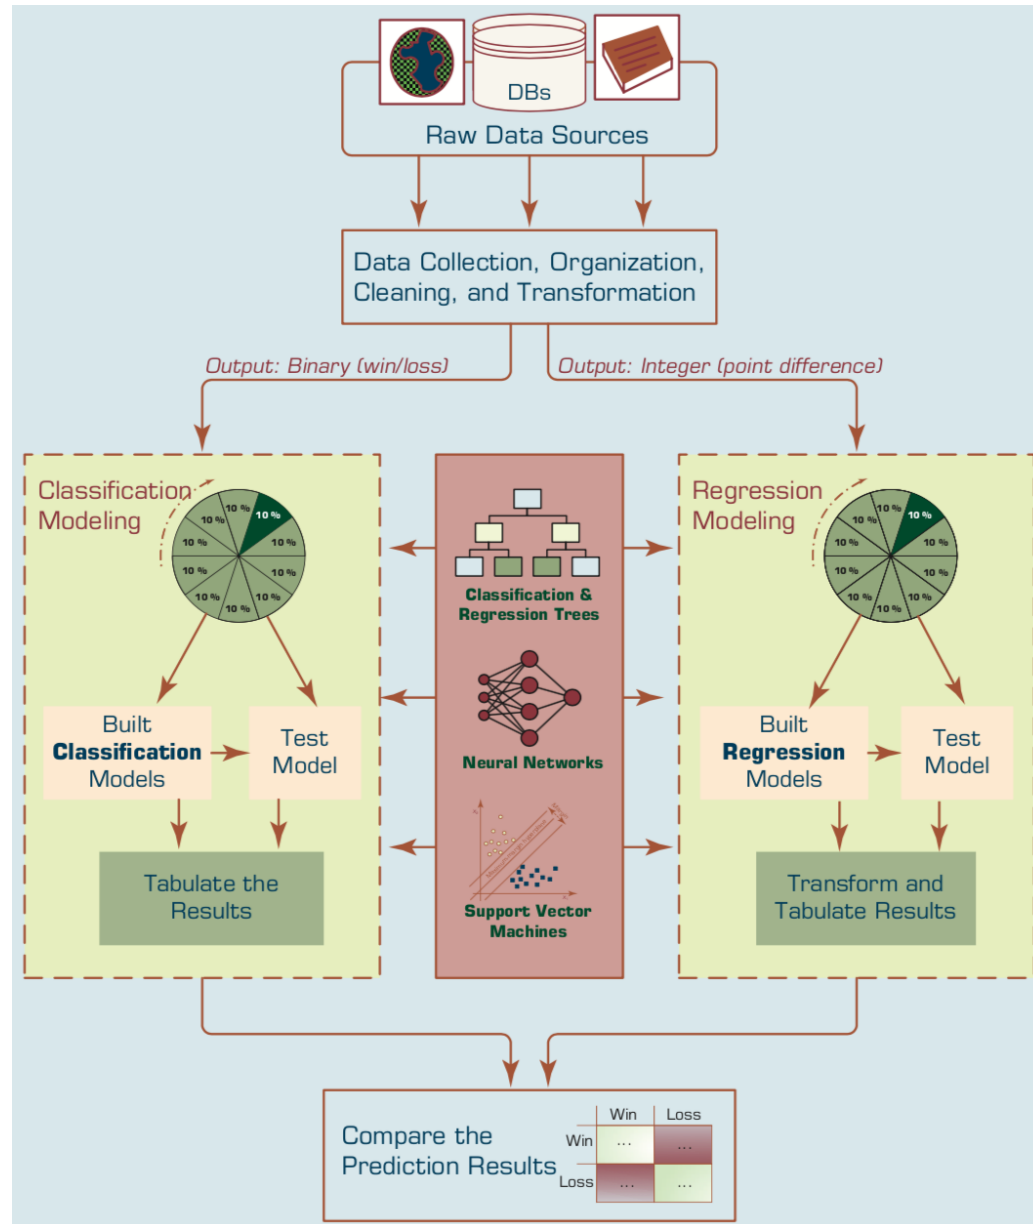 DBs
Raw Data Sources
Data Collection, Organization,
Cleaning, and Transformation
Output: Binary (win/loss)
Output: Integer (point difference)
Classification
Modeling
10 %
10 %
10 %
10 %
10 %
10 %
10 %
10 %
10 %
10 %
Built
Classification
Models
Test
Model
Tabulate the
Results
Classification &
Regression Trees
Neural Networks
Support Vector
Machines
Regression
Modeling
10 %
10 %
10 %
10 %
10 %
10 %
10 %
10 %
10 %
10 %
Built
Regression
Models
Test
Model
Transform and
Tabulate Results
Compare the
Prediction Results
Win Loss
Win ... ...
Loss ... ...